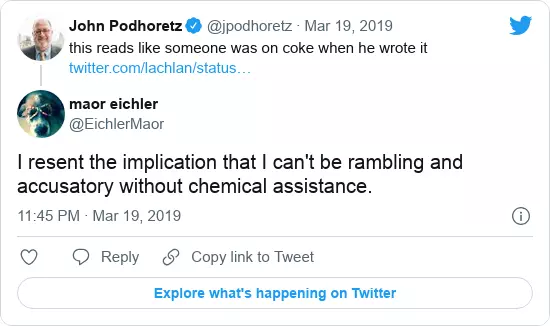 John Podhoretz @jpodhoretz · Mar 19, 2019
this reads like someone was on coke when he wrote it
twitter.com/lachlan/status…
maor eichler
@EichlerMaor
I resent the implication that I can't be rambling and
accusatory without chemical assistance.
11:45 PM · Mar 19, 2019
Reply Copy link to Tweet
Explore what's happening on Twitter